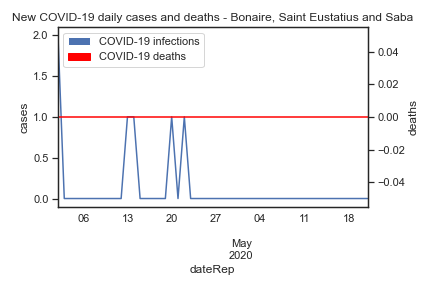 New COVID-19 daily cases and deaths - Bonaire, Saint Eustatius and Saba
COVID-19 infections
COVID-19 deaths
cases
2.0
1.5
1.0
0.5
0.0
deaths
0.04
0.02
0.00
−0.02
−0.04
06 13 20 27 04 11 18
May
2020
dateRep